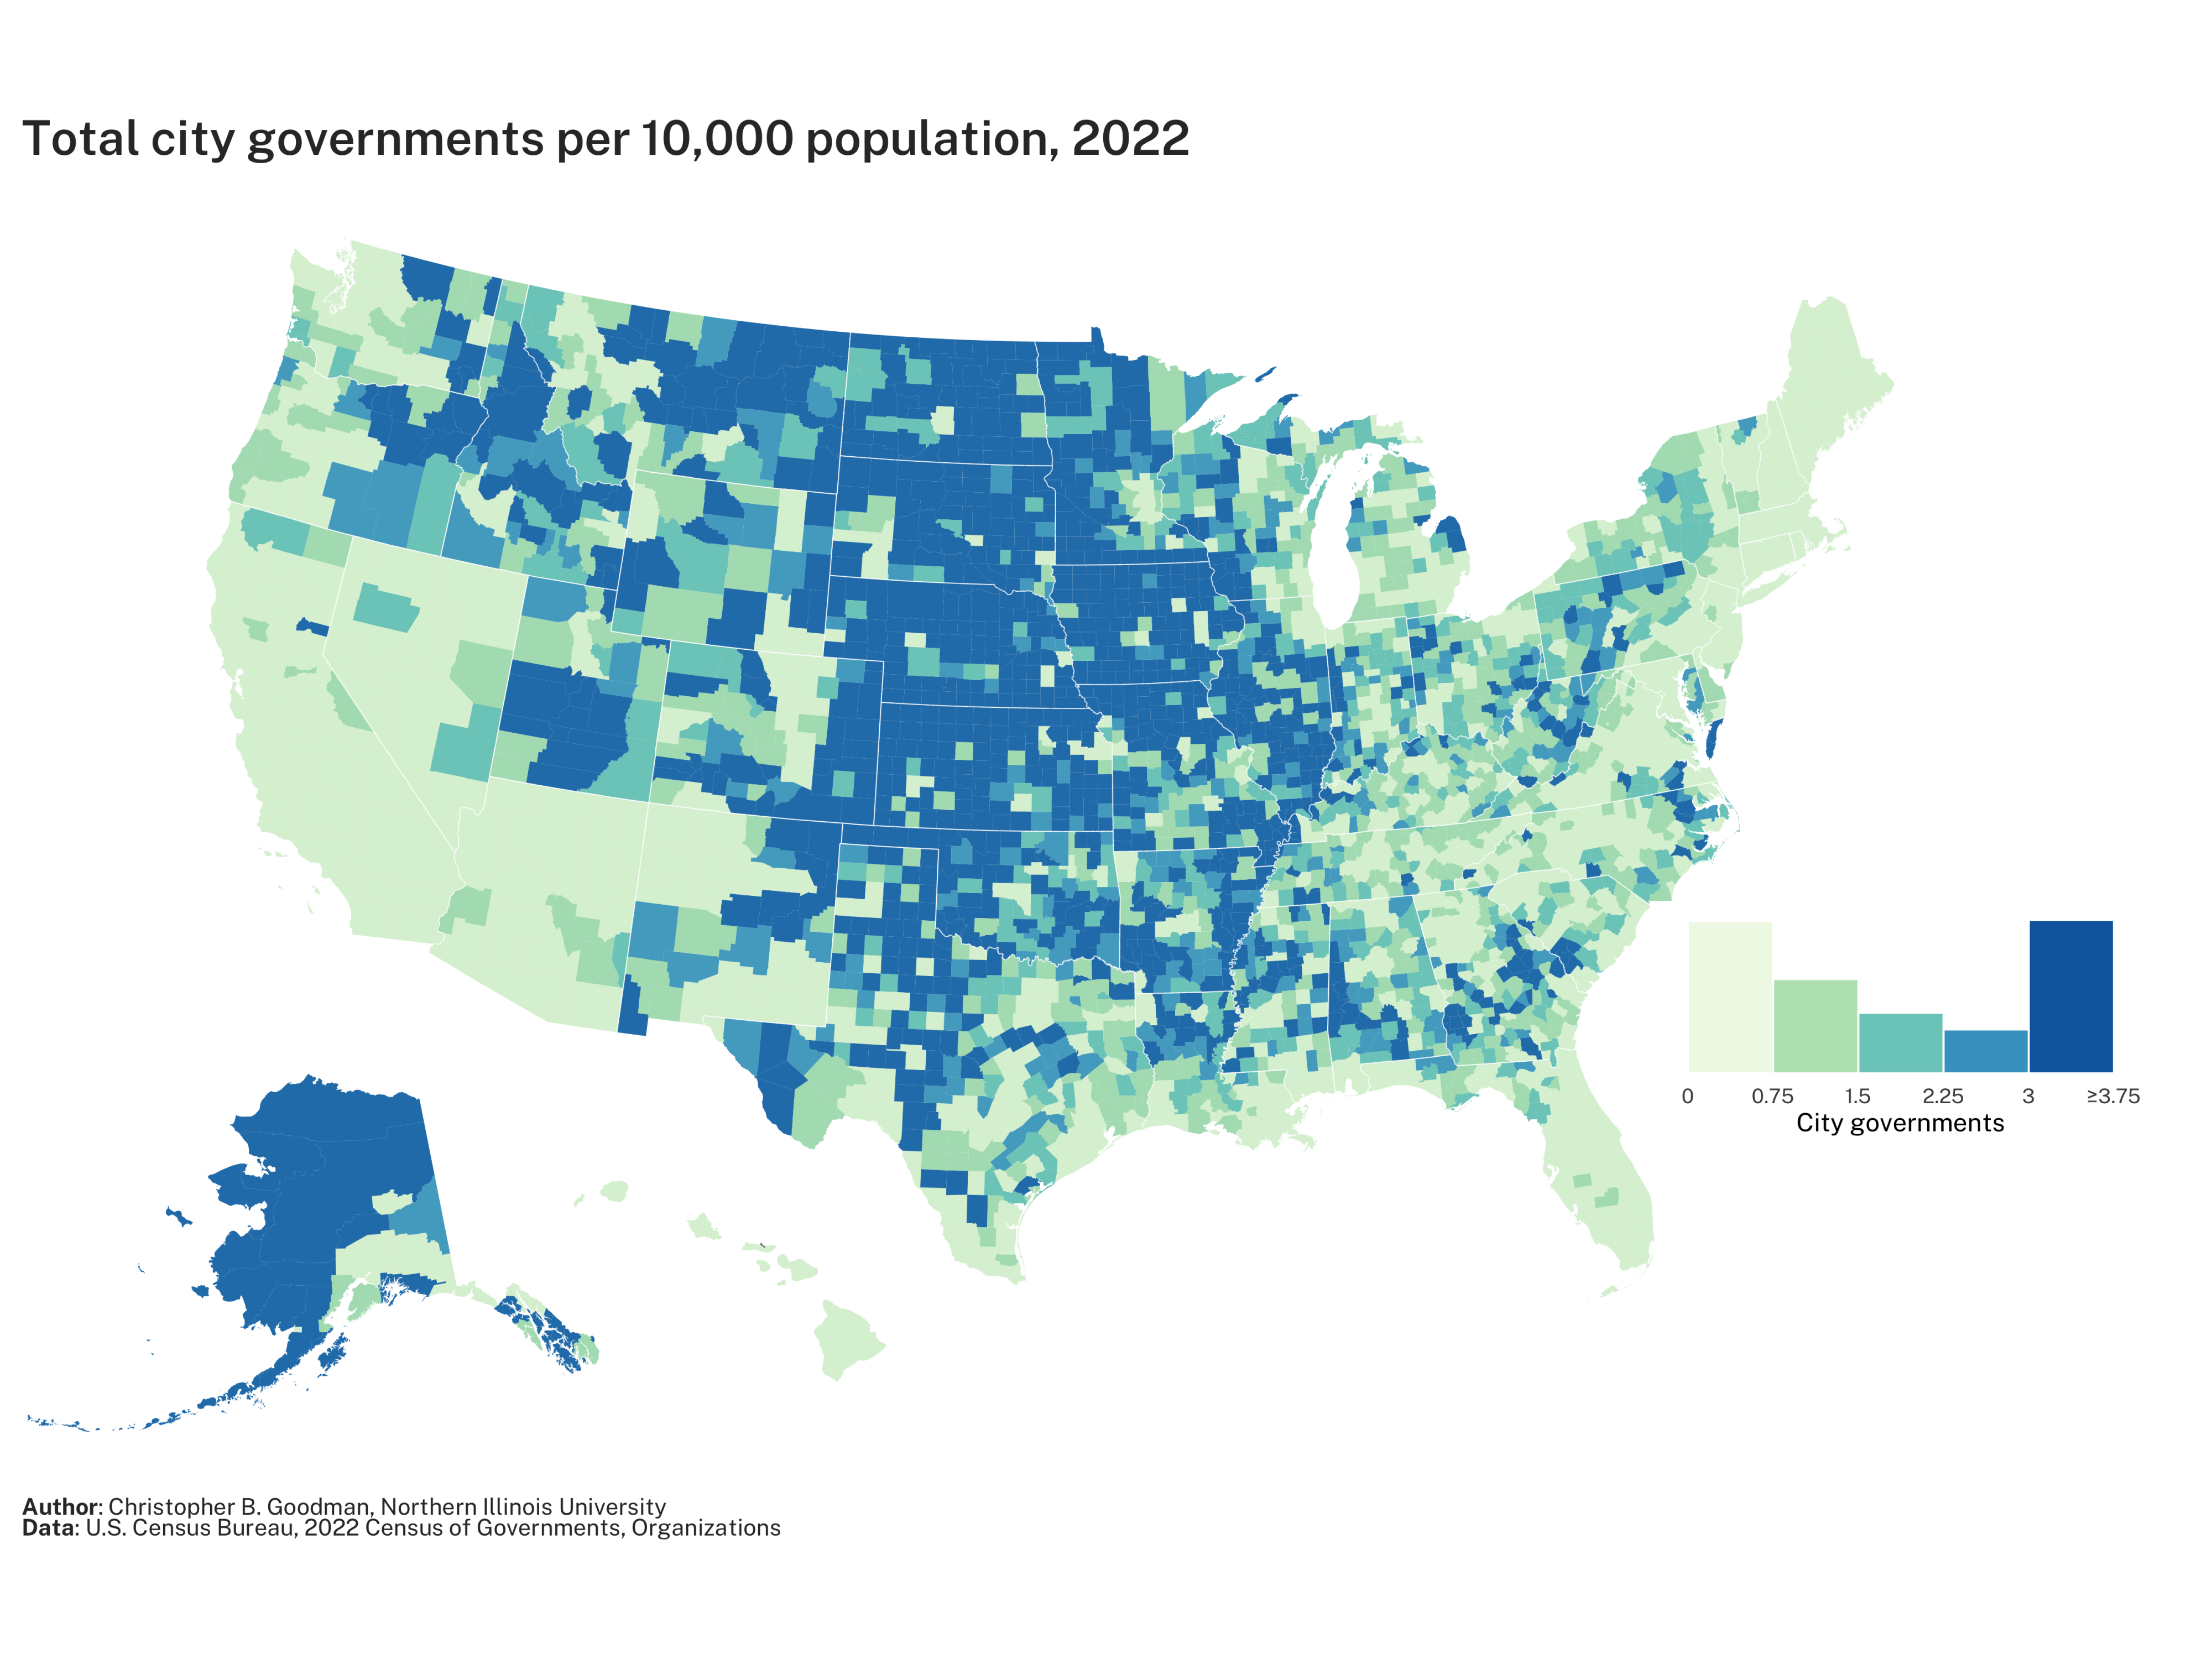 Total city governments per 10,000 population, 2022
0 0.75 1.5 2.25 3 ≥3.75
City governments
Author: Christopher B. Goodman, Northern Illinois University
Data: U.S. Census Bureau, 2022 Census of Governments, Organizations